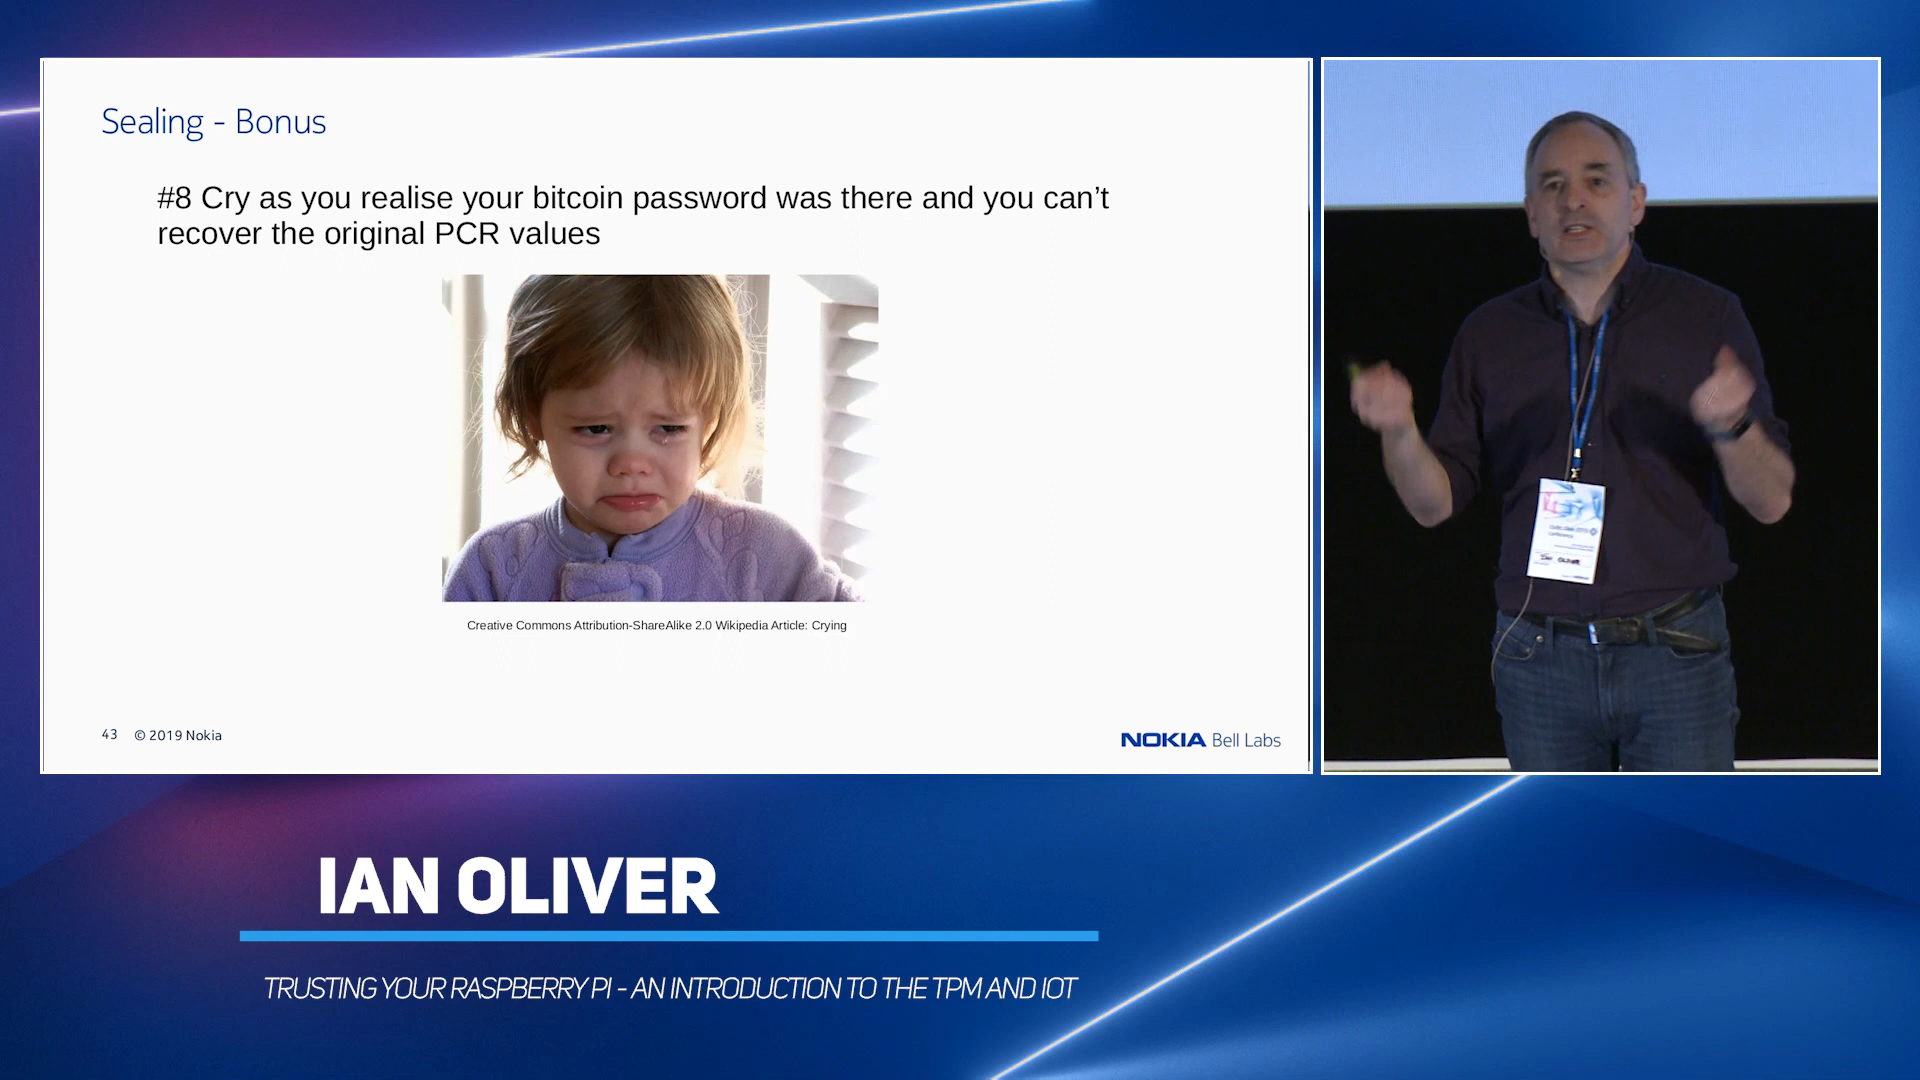 Sealing - Bonus
#8 Cry as you realise your bitcoin password was there and you can’t
recover the original PCR values
Creative Commons Attribution-ShareAlike 2.0 Wikipedia Article: Crying
43 © 2019 Nokia
NOKIA Bell Labs
IAN OLIVER
TRUSTING YOUR RASPBERRY PI - AN INTRODUCTION TO THE TPM AND IOT